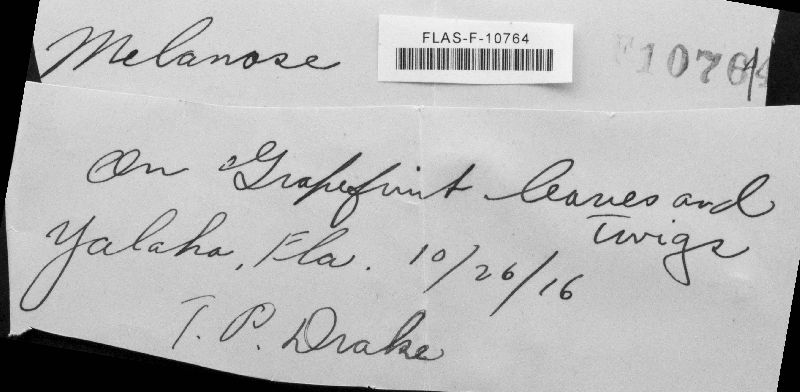 Melanose
FLAS-F-10764
F10764
On Grapefruit leaves and
Twigs
Yalaha, Fla. 10/26/16
T. P. Drake